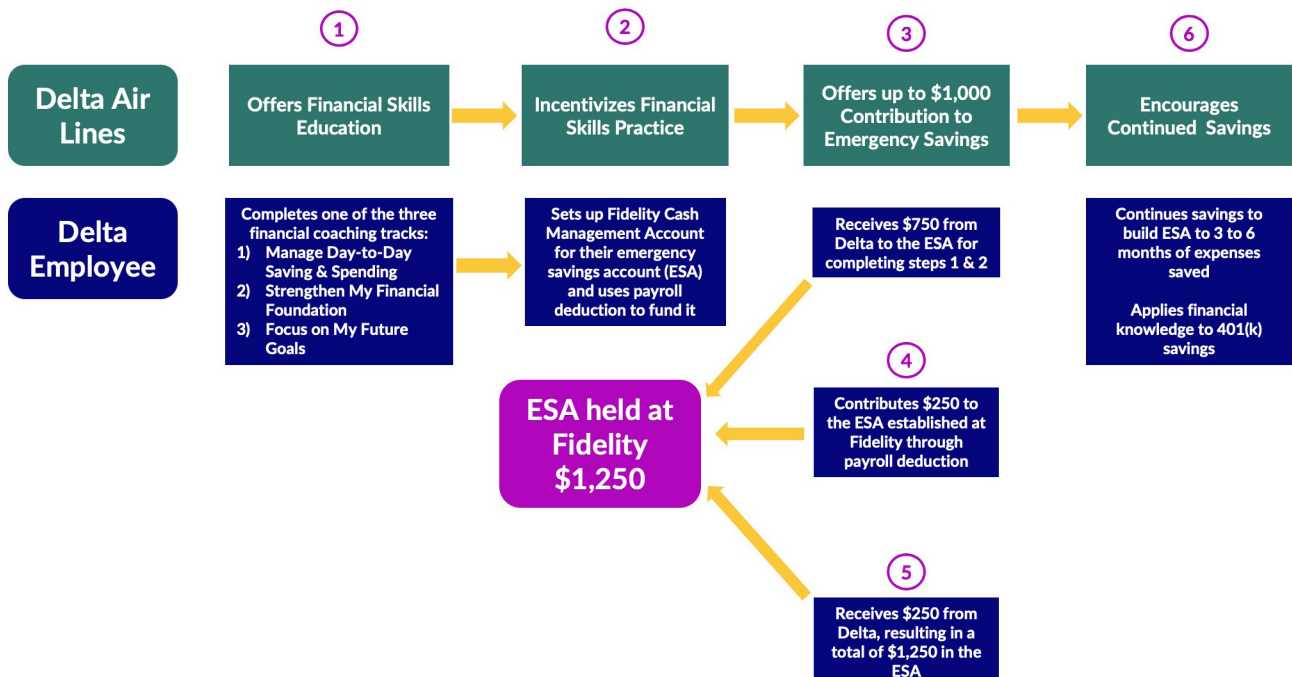 1
2
3
6
Delta Air
Lines
Offers Financial Skills
Education
Incentivizes Financial
Skills Practice
Offers up to $1,000
Contribution to
Emergency Savings
Encourages
Continued Savings
Delta
Employee
Completes one of the three
financial coaching tracks:
1) Manage Day-to-Day
Saving & Spending
2) Strengthen My Financial
Foundation
3) Focus on My Future
Goals
Sets up Fidelity Cash
Management Account
for their emergency
savings account (ESA)
and uses payroll
deduction to fund it
Receives $750 from
Delta to the ESA for
completing steps 1 & 2
Continues savings to
build ESA to 3 to 6
months of expenses
saved
Applies financial
knowledge to 401(k)
savings
ESA held at
Fidelity
$1,250
4
Contributes $250 to
the ESA established at
Fidelity through
payroll deduction
5
Receives $250 from
Delta, resulting in a
total of $1,250 in the
ESA